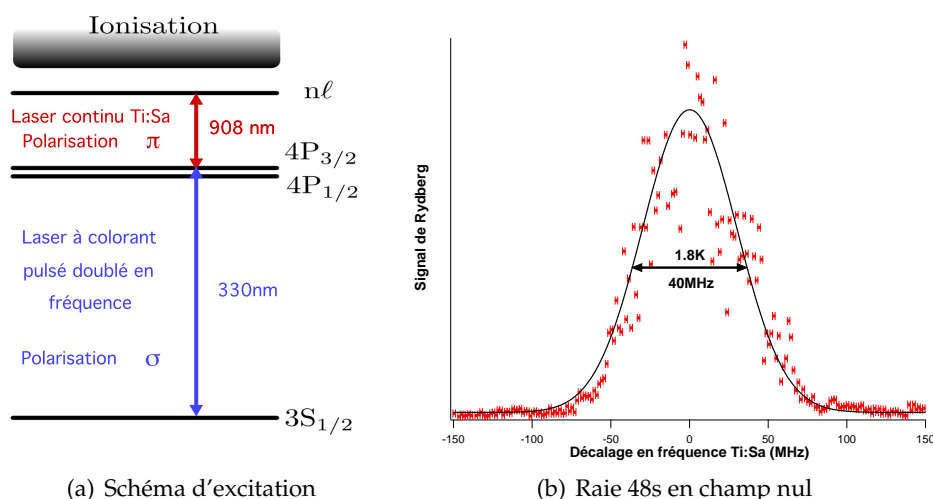 Ionisation
nℓ
Laser continu Ti:Sa
Polarisation π
908 nm
4P3/2
4P1/2
Laser à colorant
pulsé doublé en
fréquence
330nm
Polarisation σ
3S1/2
(a) Schéma d'excitation
Signal de Rydberg
1.8K
40MHz
-150 -100 -50 0 50 100 150
Décalage en fréquence Ti:Sa (MHz)
(b) Raie 48s en champ nul